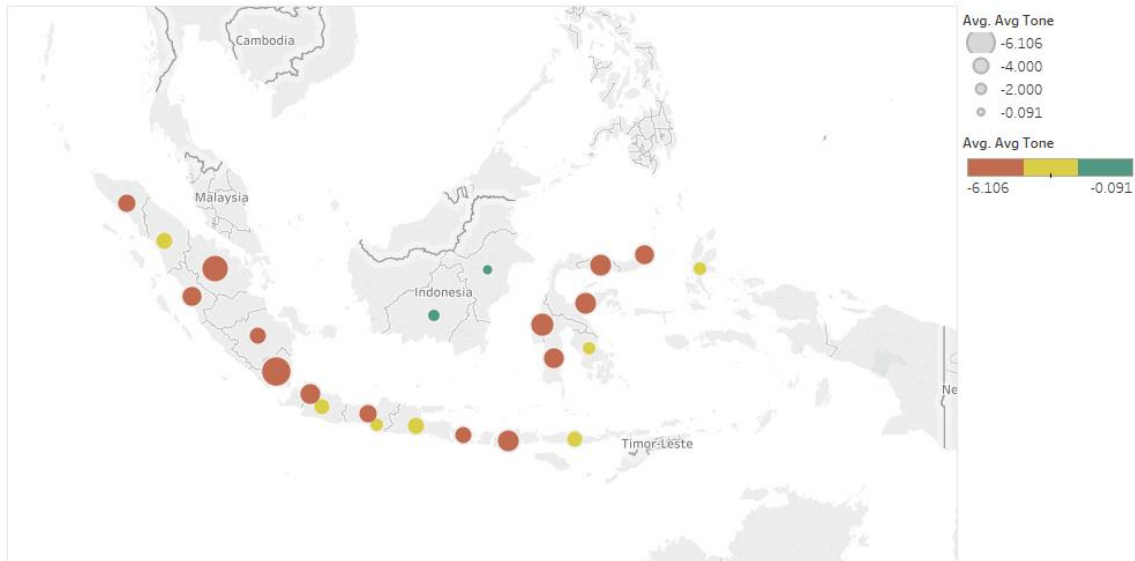 Cambodia
Malaysia
Indonesia
Timor-Leste
Ne
Avg. Avg Tone
-6.106
-4.000
-2.000
-0.091
Avg. Avg Tone
-6.106 -0.091